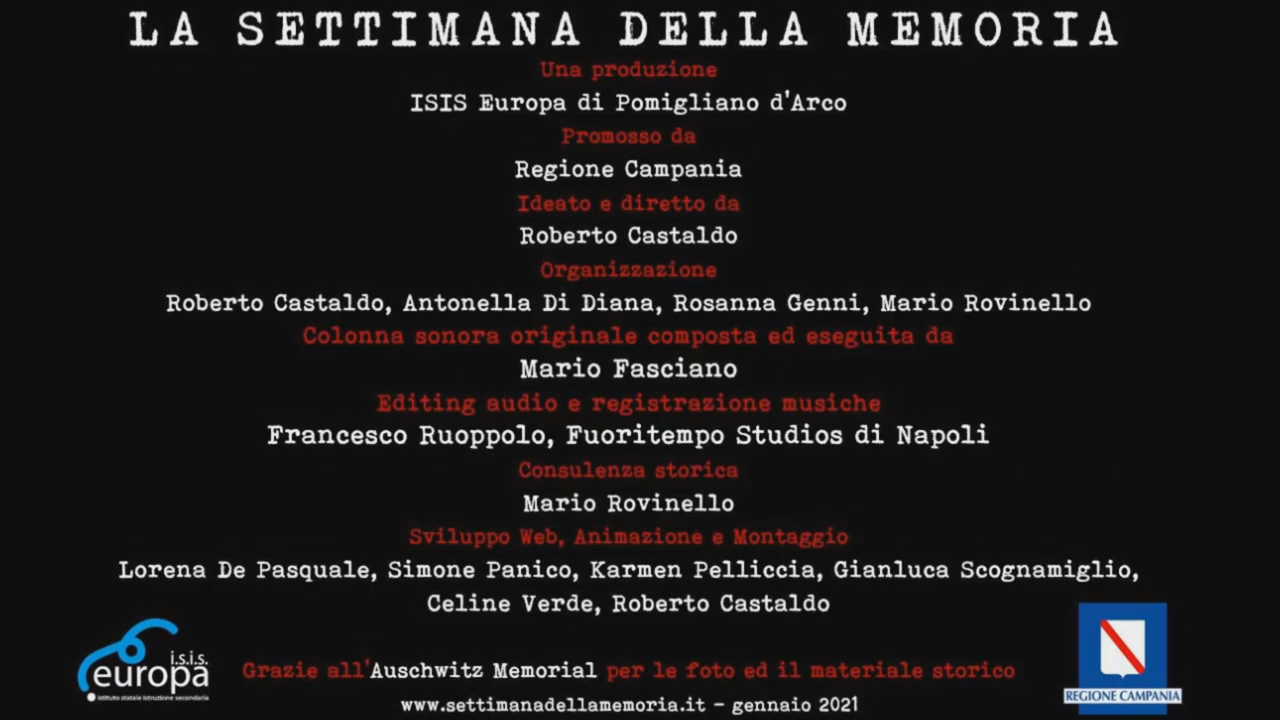 LA SETTIMANA DELLA MEMORIA
Una produzione
ISIS Europa di Pomigliano d'Arco
Promosso da
Regione Campania
Ideato e diretto da
Roberto Castaldo
Organizzazione
Roberto Castaldo, Antonella Di Diana, Rosanna Genni, Mario Rovinello
Colonna sonora originale composta ed eseguita da
Mario Fasciano
Editing audio e registrazione musiche
Francesco Ruoppolo, Fuoritempo Studios di Napoli
Consulenza storica
Mario Rovinello
Sviluppo Web, Animazione e Montaggio
Lorena De Pasquale, Simone Panico, Karmen Pelliccia, Gianluca Scognamiglio,
Celine Verde, Roberto Castaldo
i.s.i.s.
europa
istituto statale istruzione secondaria
Grazie all'Auschwitz Memorial per le foto ed il materiale storico
www.settimanadellamemoria.it - gennaio 2021
REGIONE CAMPANIA